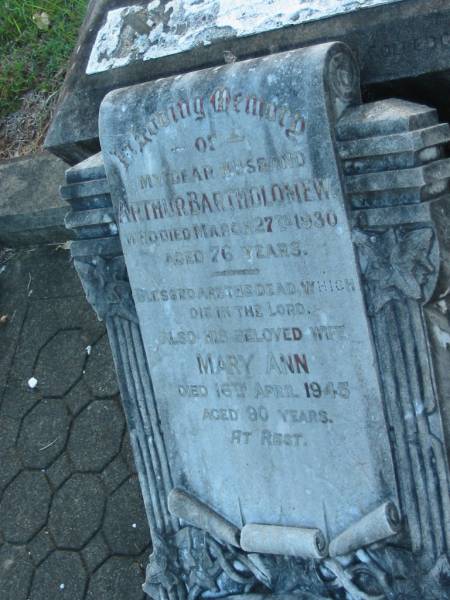 In Loving Memory
OF
MY DEAR HUSBAND
ARTHUR BARTHOLOMEW
WHO DIED MARCH 27TH 1930
AGED 76 YEARS.
BLESSED ARE THE DEAD WHICH
DIE IN THE LORD.
ALSO HIS BELOVED WIFE
MARY ANN
DIED 16TH APRIL 1945
AGED 90 YEARS.
AT REST.